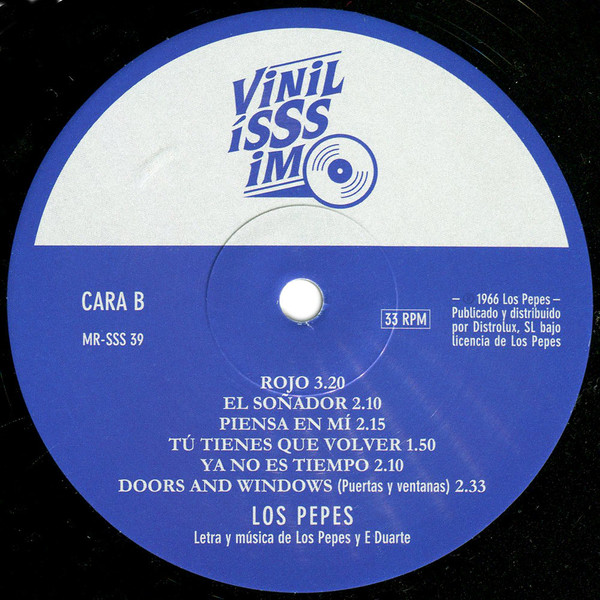 VINIL
ÍSSS
IMO
CARA B
MR-SSS 39
33 RPM
— ℗ 1966 Los Pepes —
Publicado y distribuido
por Distrolux, SL bajo
licencia de Los Pepes
ROJO 3.20
EL SOÑADOR 2.10
PIENSA EN MÍ 2.15
TÚ TIENES QUE VOLVER 1.50
YA NO ES TIEMPO 2.10
DOORS AND WINDOWS (Puertas y ventanas) 2.33
LOS PEPES
Letra y música de Los Pepes y E Duarte